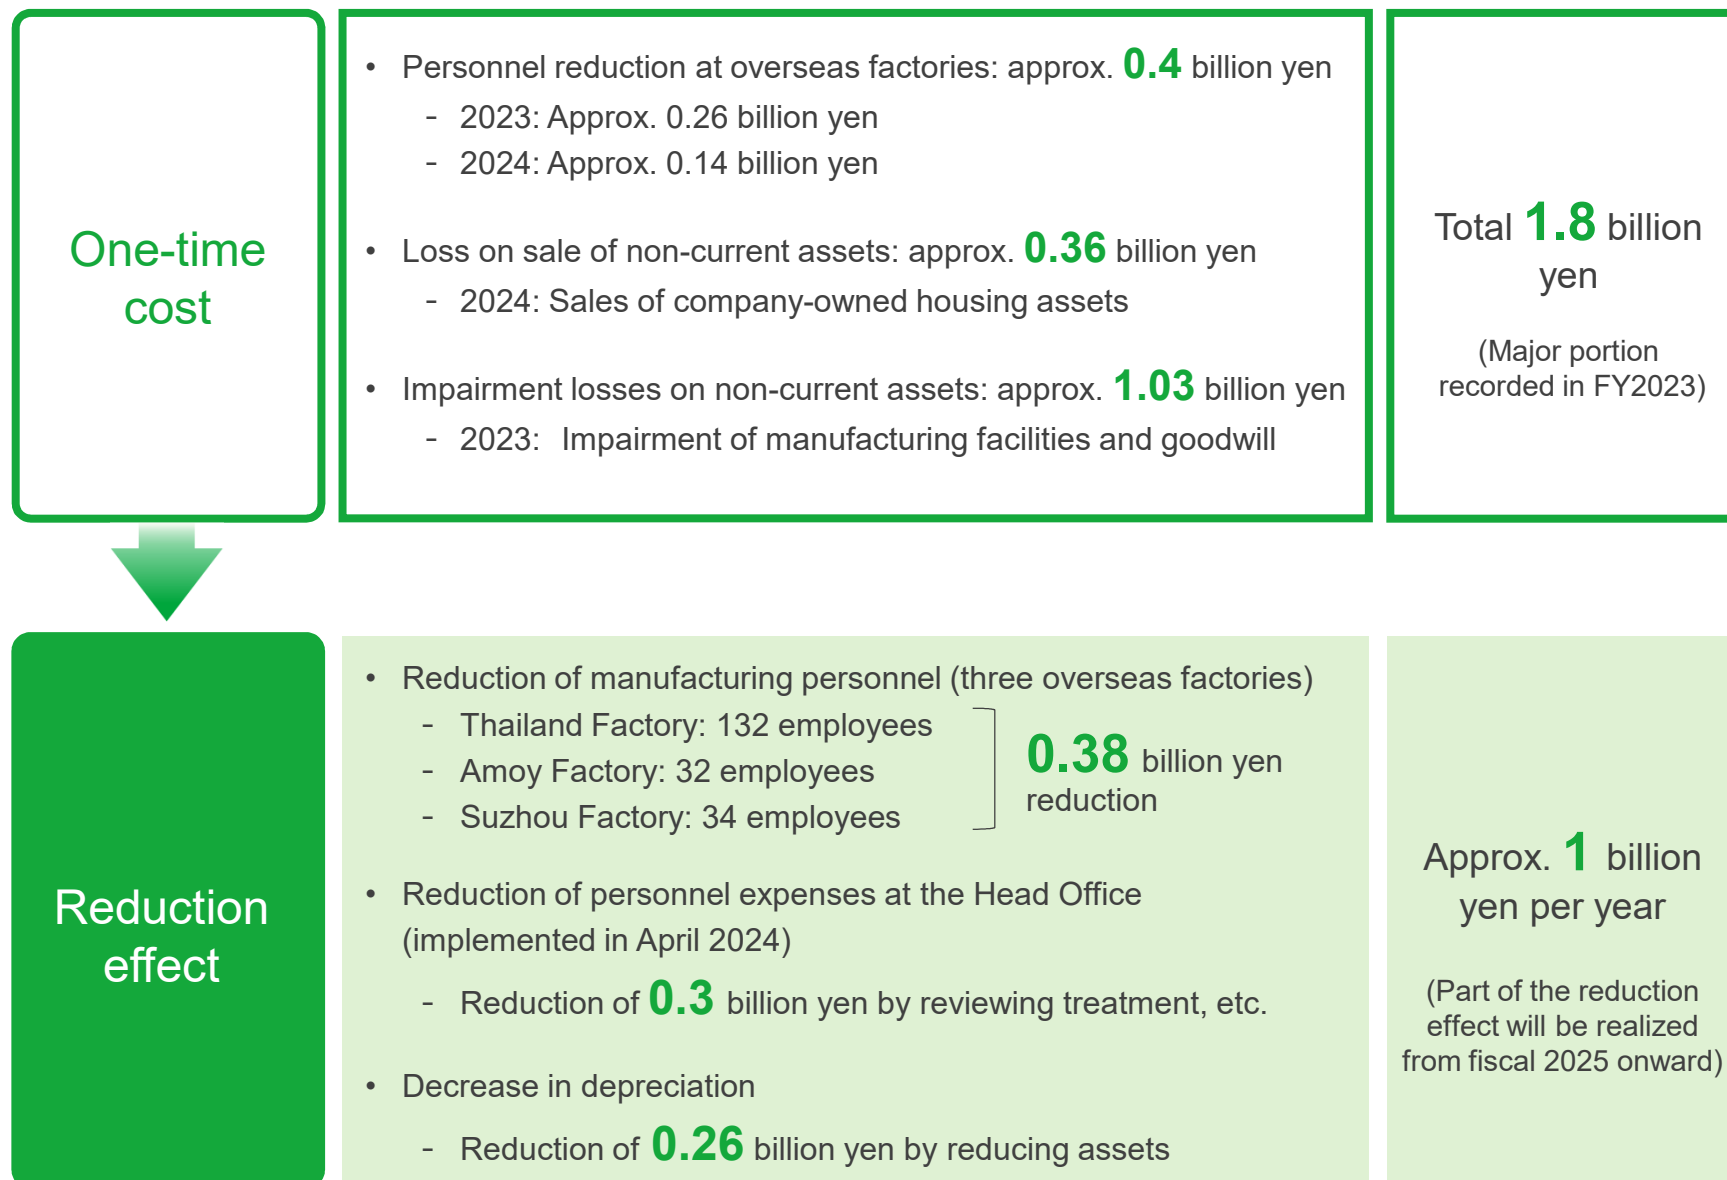 One-time
cost
• Personnel reduction at overseas factories: approx. 0.4 billion yen
- 2023: Approx. 0.26 billion yen
- 2024: Approx. 0.14 billion yen
• Loss on sale of non-current assets: approx. 0.36 billion yen
- 2024: Sales of company-owned housing assets
• Impairment losses on non-current assets: approx. 1.03 billion yen
- 2023: Impairment of manufacturing facilities and goodwill
Total 1.8 billion
yen
(Major portion
recorded in FY2023)
Reduction
effect
• Reduction of manufacturing personnel (three overseas factories)
- Thailand Factory: 132 employees
- Amoy Factory: 32 employees
- Suzhou Factory: 34 employees
0.38 billion yen
reduction
• Reduction of personnel expenses at the Head Office
(implemented in April 2024)
- Reduction of 0.3 billion yen by reviewing treatment, etc.
• Decrease in depreciation
- Reduction of 0.26 billion yen by reducing assets
Approx. 1 billion
yen per year
(Part of the reduction
effect will be realized
from fiscal 2025 onward)